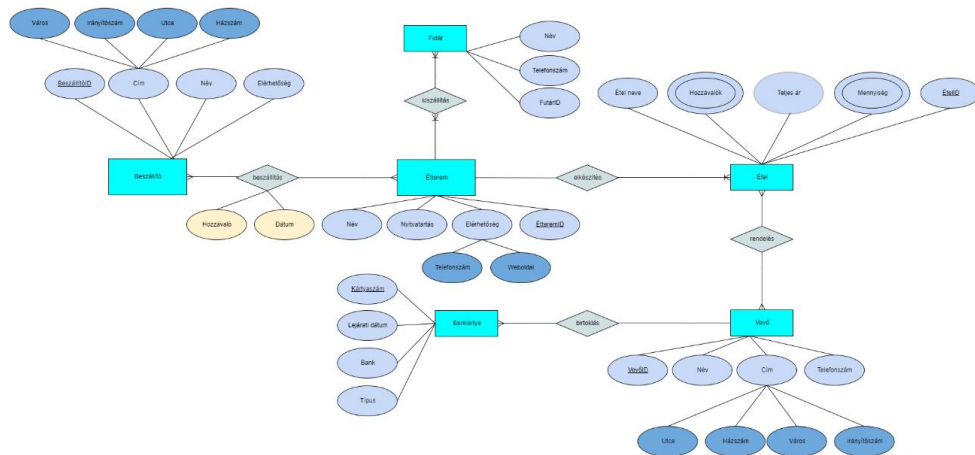 Város
Irányítószám
Utca
Házszám
BeszállítóID
Cím
Név
Elérhetőség
Beszállító
beszállítás
Hozzávaló
Dátum
Futár
Név
Telefonszám
FutárID
kiszállítás
Étterem
Név
Nyitvatartás
Elérhetőség
ÉtteremID
Telefonszám
Weboldal
elkészítés
Étel neve
Hozzávalók
Teljes ár
Mennyiség
ÉtelID
Étel
rendelés
Kártyaszám
Lejárati dátum
Bank
Típus
Bankártya
birtoklás
Vevő
VevőID
Név
Cím
Telefonszám
Utca
Házszám
Város
Irányítószám